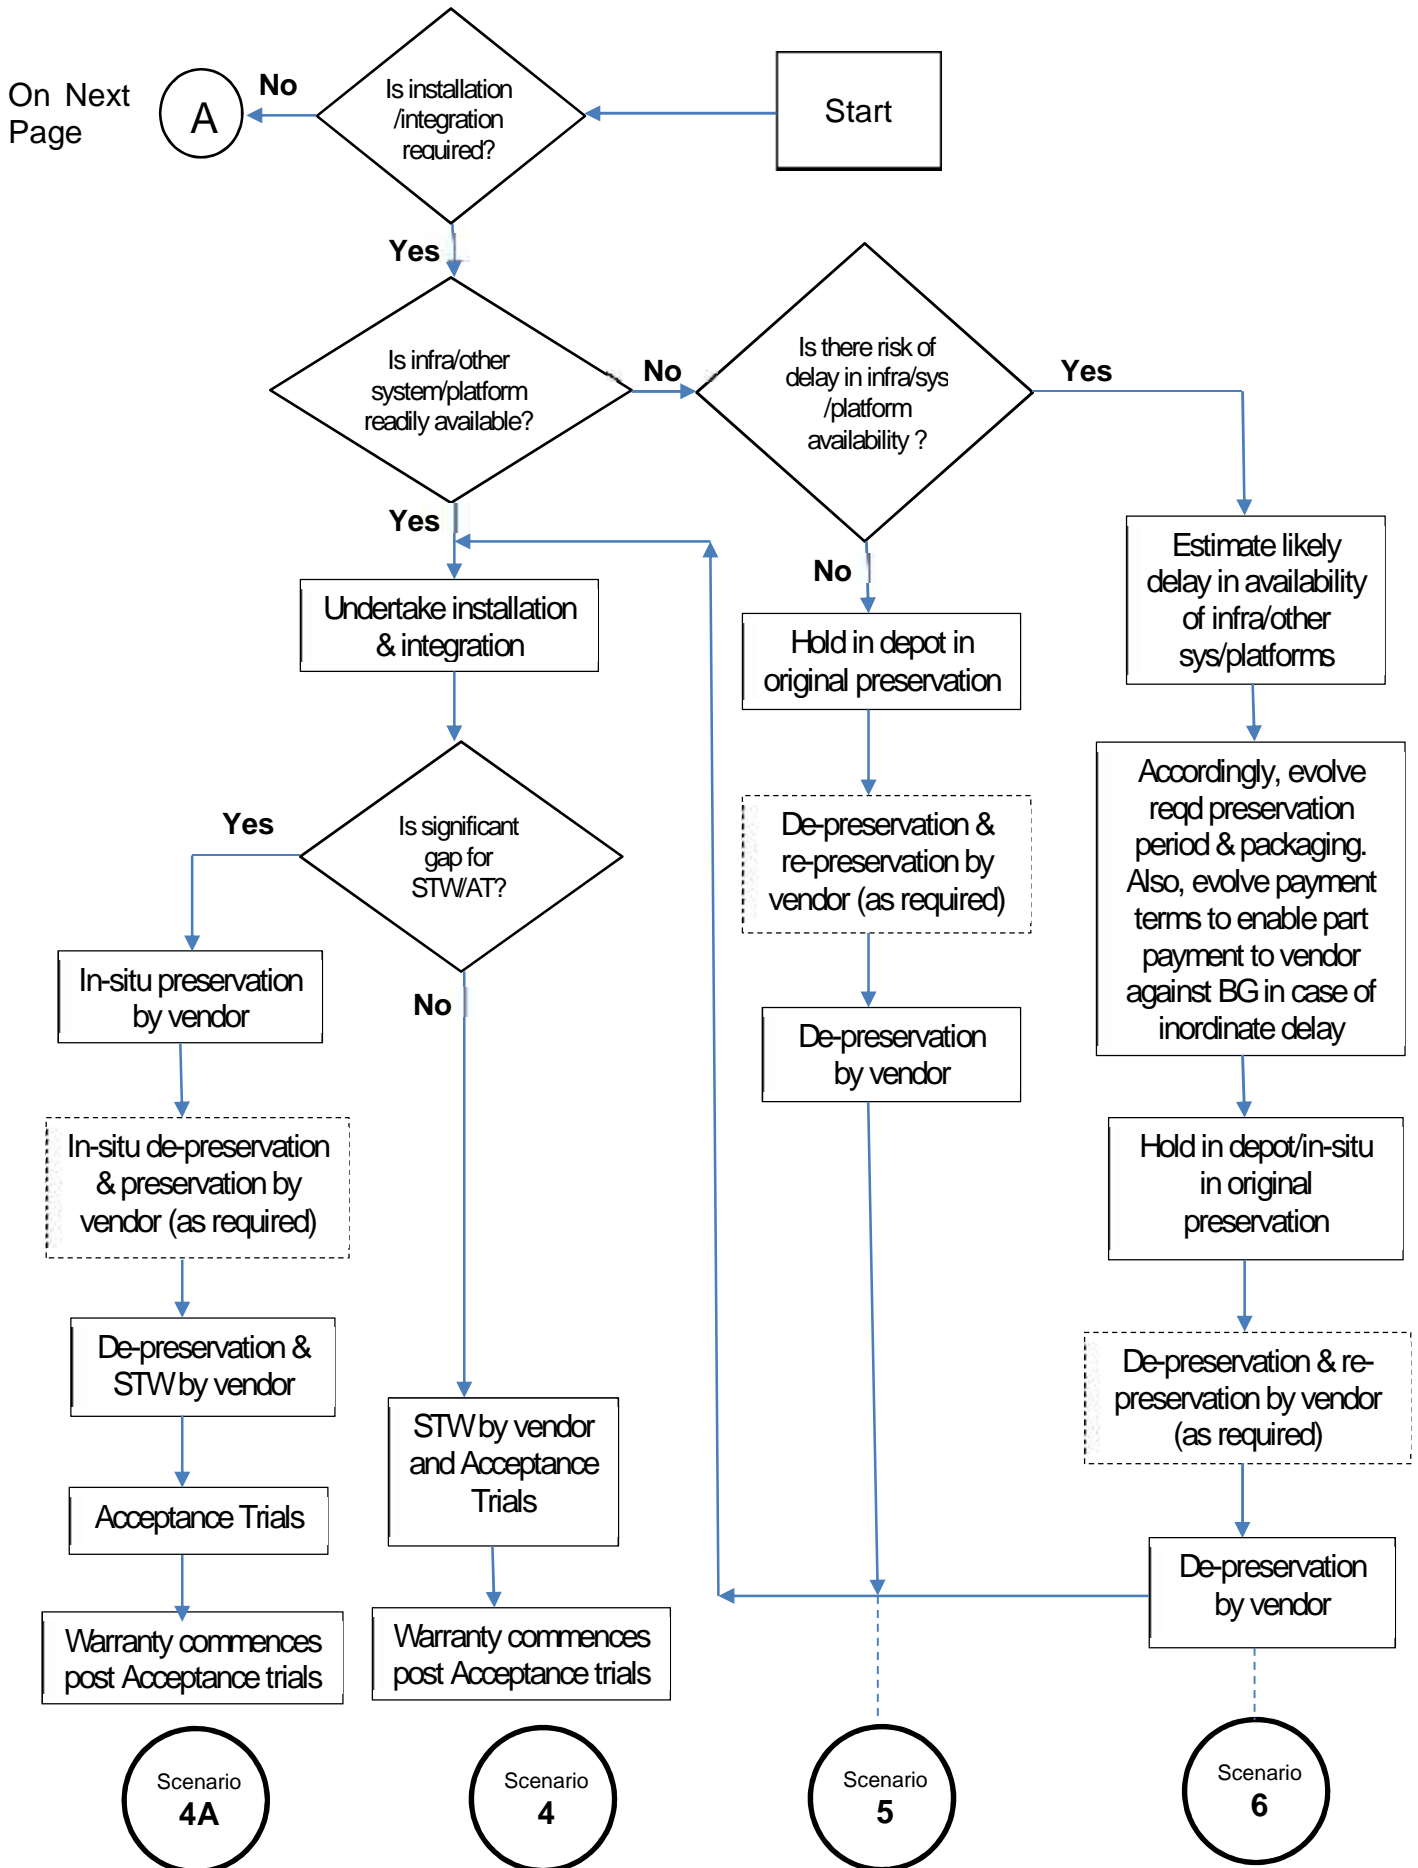 On Next
Page
A
No
Is installation
/integration
required?
Start
Yes
Is infra/other
system/platform
readily available?
No
Is there risk of
delay in infra/sys
/platform
availability ?
Yes
Yes
Undertake installation
& integration
No
Hold in depot in
original preservation
Estimate likely
delay in availability
of infra/other
sys/platforms
Yes
Is significant
gap for
STW/AT?
No
De-preservation &
re-preservation by
vendor (as required)
Accordingly, evolve
reqd preservation
period & packaging.
Also, evolve payment
terms to enable part
payment to vendor
against BG in case of
inordinate delay
In-situ preservation
by vendor
De-preservation
by vendor
In-situ de-preservation
& preservation by
vendor (as required)
Hold in depot/in-situ
in original
preservation
De-preservation &
STW by vendor
De-preservation & re-
preservation by vendor
(as required)
STW by vendor
and Acceptance
Trials
Acceptance Trials
De-preservation
by vendor
Warranty commences
post Acceptance trials
Warranty commences
post Acceptance trials
Scenario
4A
Scenario
4
Scenario
5
Scenario
6